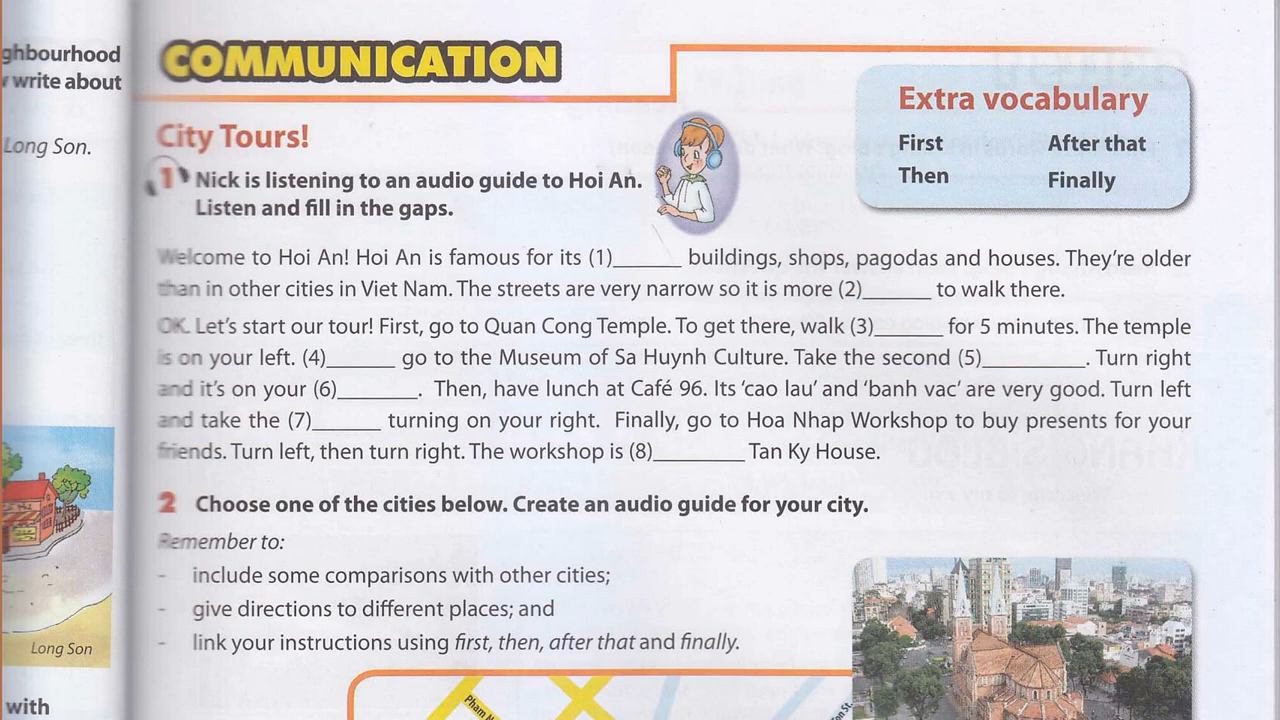 ghbourhood
write about
Long Son.
Long Son
with
COMMUNICATION
Extra vocabulary
First After that
Then Finally
City Tours!
1 Nick is listening to an audio guide to Hoi An.
Listen and fill in the gaps.
Welcome to Hoi An! Hoi An is famous for its (1)______ buildings, shops, pagodas and houses. They're older
than in other cities in Viet Nam. The streets are very narrow so it is more (2)______ to walk there.
OK. Let's start our tour! First, go to Quan Cong Temple. To get there, walk (3)______ for 5 minutes. The temple
is on your left. (4)______ go to the Museum of Sa Huynh Culture. Take the second (5)_________. Turn right
and it's on your (6)_______. Then, have lunch at Café 96. Its 'cao lau' and 'banh vac' are very good. Turn left
and take the (7)______ turning on your right. Finally, go to Hoa Nhap Workshop to buy presents for your
friends. Turn left, then turn right. The workshop is (8)________ Tan Ky House.
2 Choose one of the cities below. Create an audio guide for your city.
Remember to:
- include some comparisons with other cities;
- give directions to different places; and
- link your instructions using first, then, after that and finally.
Pham
St.